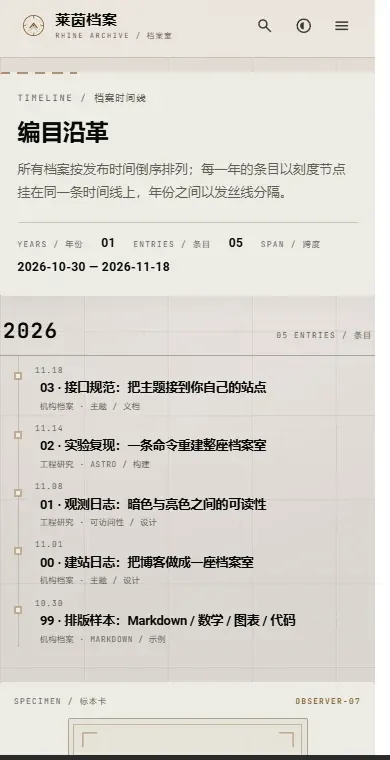 莱茵档案
RHINE ARCHIVE / 档案室
TIMELINE / 档案时间线
编目沿革
所有档案按发布时间倒序排列；每一年的条目以刻度节点
挂在同一条时间线上，年份之间以发丝线分隔。
YEARS / 年份 01 ENTRIES / 条目 05 SPAN / 跨度
2026-10-30 — 2026-11-18
2026
05 ENTRIES / 条目
11.18
03 · 接口规范：把主题接到你自己的站点
机构档案 · 主题 / 文档
11.14
02 · 实验复现：一条命令重建整座档案室
工程研究 · ASTRO / 构建
11.08
01 · 观测日志：暗色与亮色之间的可读性
工程研究 · 可访问性 / 设计
11.01
00 · 建站日志：把博客做成一座档案室
机构档案 · 主题 / 设计
10.30
99 · 排版样本：Markdown / 数学 / 图表 / 代码
机构档案 · MARKDOWN / 示例
SPECIMEN / 标本卡
OBSERVER-07